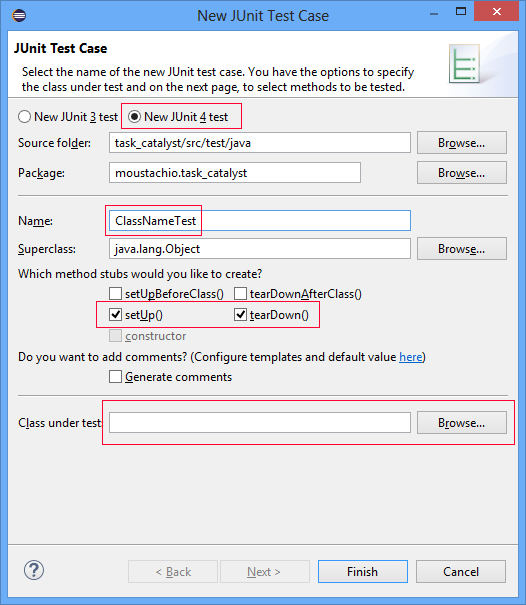 New JUnit Test Case
JUnit Test Case
Select the name of the new JUnit test case. You have the options to specify
the class under test and on the next page, to select methods to be tested.
New JUnit 3 test New JUnit 4 test
Source folder: task_catalyst/src/test/java Browse...
Package: moustachio.task_catalyst Browse...
Name: ClassNameTest
Superclass: java.lang.Object Browse...
Which method stubs would you like to create?
setUpBeforeClass() tearDownAfterClass()
setUp() tearDown()
constructor
Do you want to add comments? (Configure templates and default value here)
Generate comments
Class under test: Browse...
? < Back Next > Finish Cancel